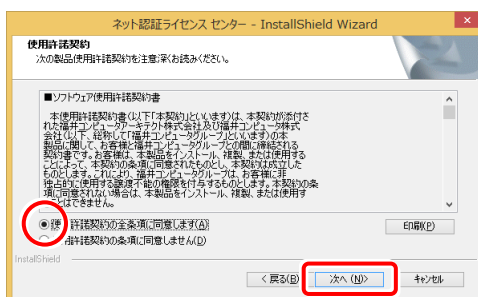 ネット認証ライセンス センター - InstallShield Wizard
使用許諾契約
次の製品使用許諾契約を注意深くお読みください。
■ソフトウェア使用許諾契約書
本使用許諾契約書(以下「本契約」といいます)は、本契約が添付さ
れた福井コンピュータアーキテクト株式会社及び福井コンピュータ株式
会社(以下、総称して「福井コンピュータグループ」といいます)の本
製品に関して、お客様と福井コンピュータグループとの間に締結される
契約書です。お客様は、本製品をインストール、複製、または使用する
ことによって、本契約の条項に同意されたものとし、本契約は成立した
ものとします。これにより、福井コンピュータグループは、お客様に非
独占的に使用する譲渡不能の権限を付与するものとします。本契約の条
項に同意されない場合は、本製品をインストール、複製、または使用す
ことはできません。
使 許諾契約の全条項に同意します(A)
用許諾契約の条項に同意しません(D)
印刷(P)
InstallShield
< 戻る(B)
次へ (N)>
キャンセル